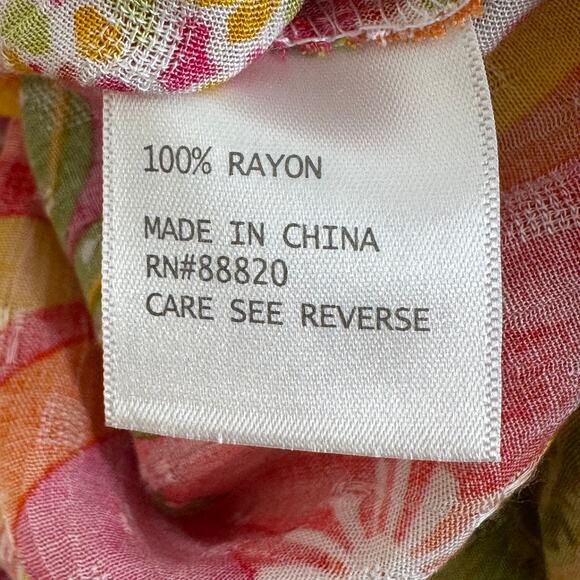 100% RAYON
MADE IN CHINA
RN#88820
CARE SEE REVERSE